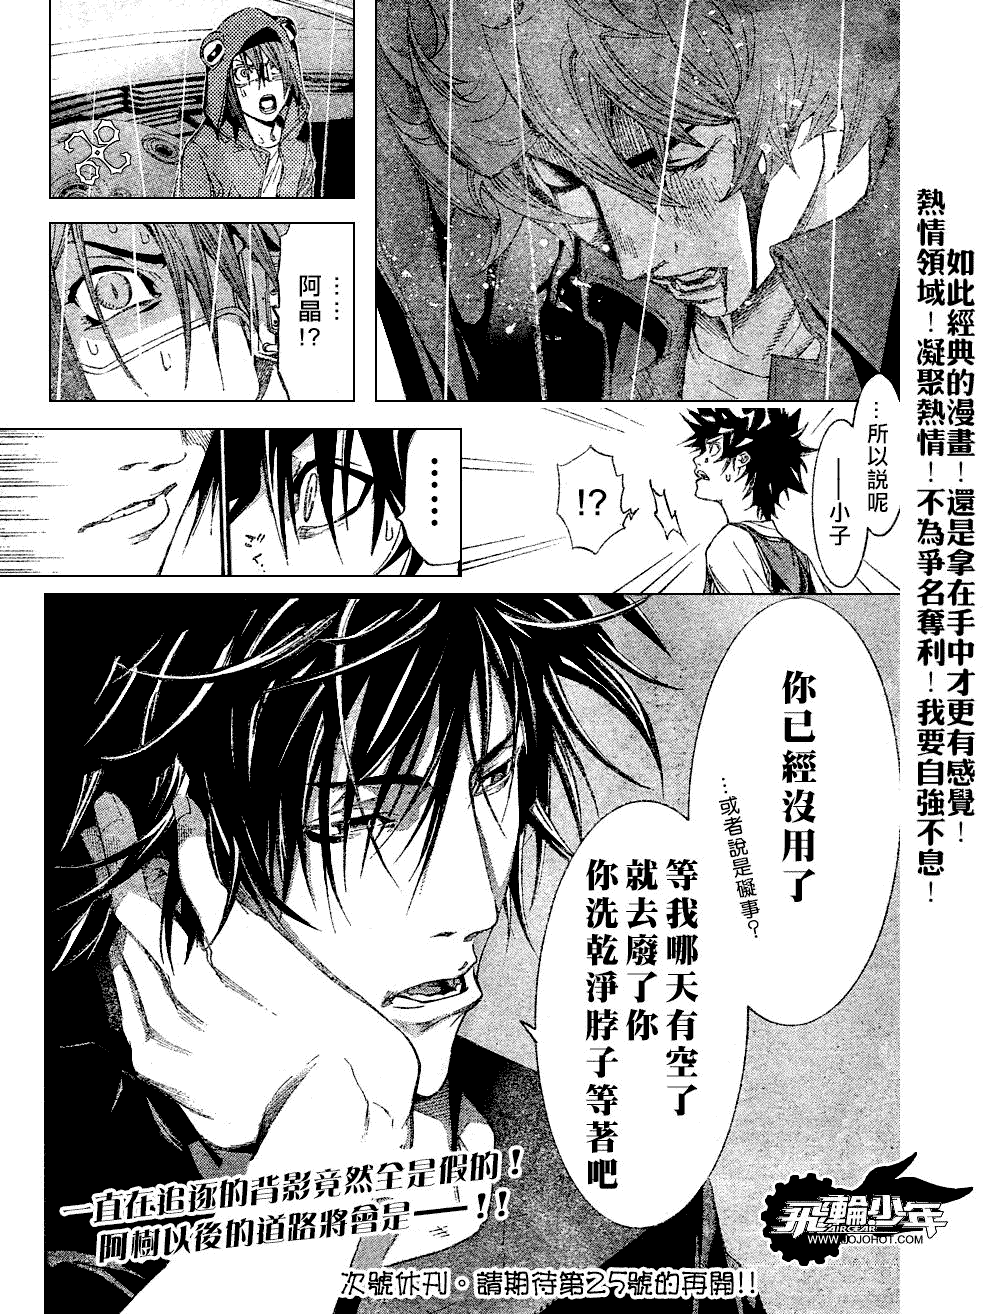 ……
阿晶!?
…所以說呢
——小子
!?
……
你已經沒用了
…或者說是礙事？
等我哪天有空了
就去廢了你
你洗乾淨脖子等著吧
如此經典的漫畫！還是拿在手中才更有感覺！
熱情領域！凝聚熱情！不為爭名奪利！我要自強不息！
一直在追逐的背影竟然全是假的！
阿樹以後的道路將會是——!!
次號休刊。請期待第25號的再開!!
飛輪少年
AIRGEAR
WWW.JOJOHOT.COM